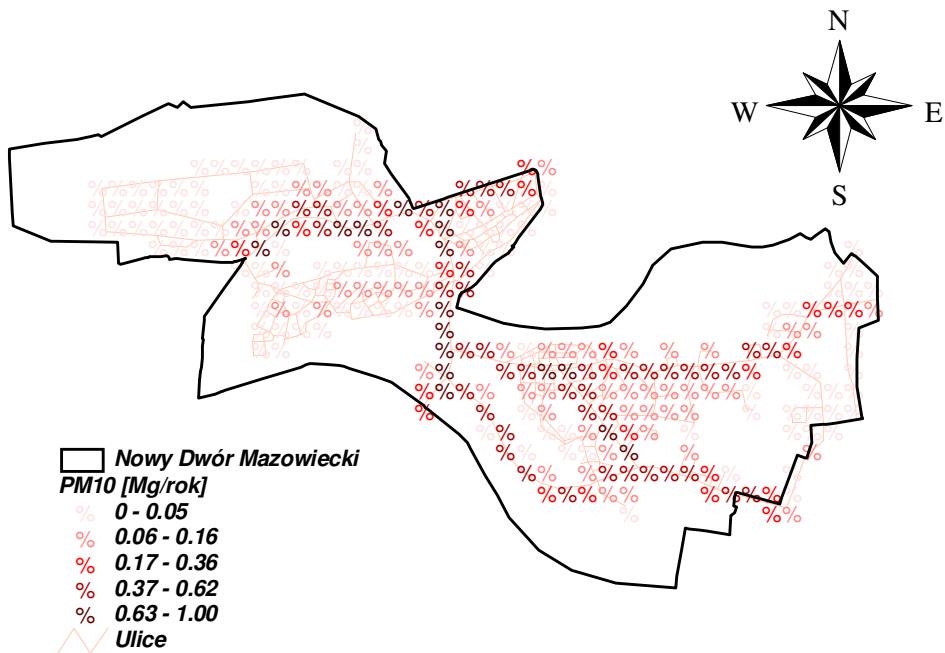 N
W
E
S
Nowy Dwór Mazowiecki
PM10 [Mg/rok]
% 0 - 0.05
% 0.06 - 0.16
% 0.17 - 0.36
% 0.37 - 0.62
% 0.63 - 1.00
Ulice